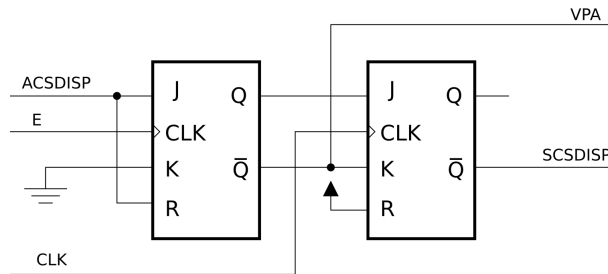 VPA
ACSDISP J Q J Q
E CLK CLK
K Q̅ K Q̅ SCSDISP
R R
CLK